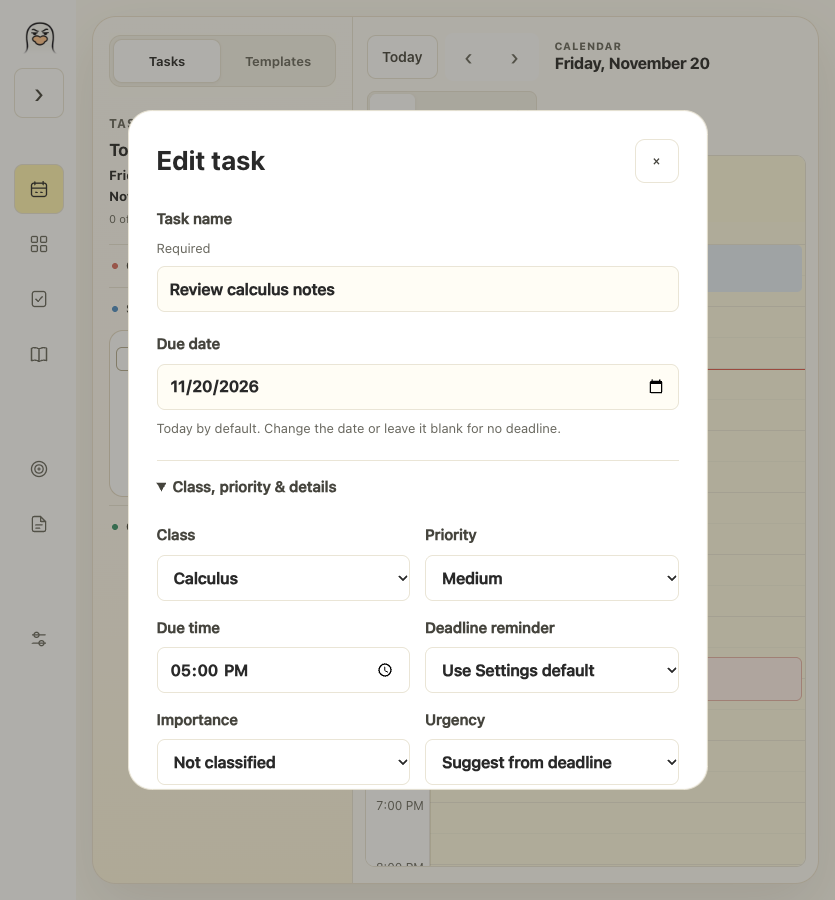 Tasks
Templates
Today
CALENDAR
Friday, November 20
Edit task
×
Task name
Required
Review calculus notes
Due date
11/20/2026
Today by default. Change the date or leave it blank for no deadline.
Class, priority & details
Class
Priority
Calculus
Medium
Due time
Deadline reminder
05:00 PM
Use Settings default
Importance
Urgency
Not classified
Suggest from deadline
7:00 PM
8:00 PM